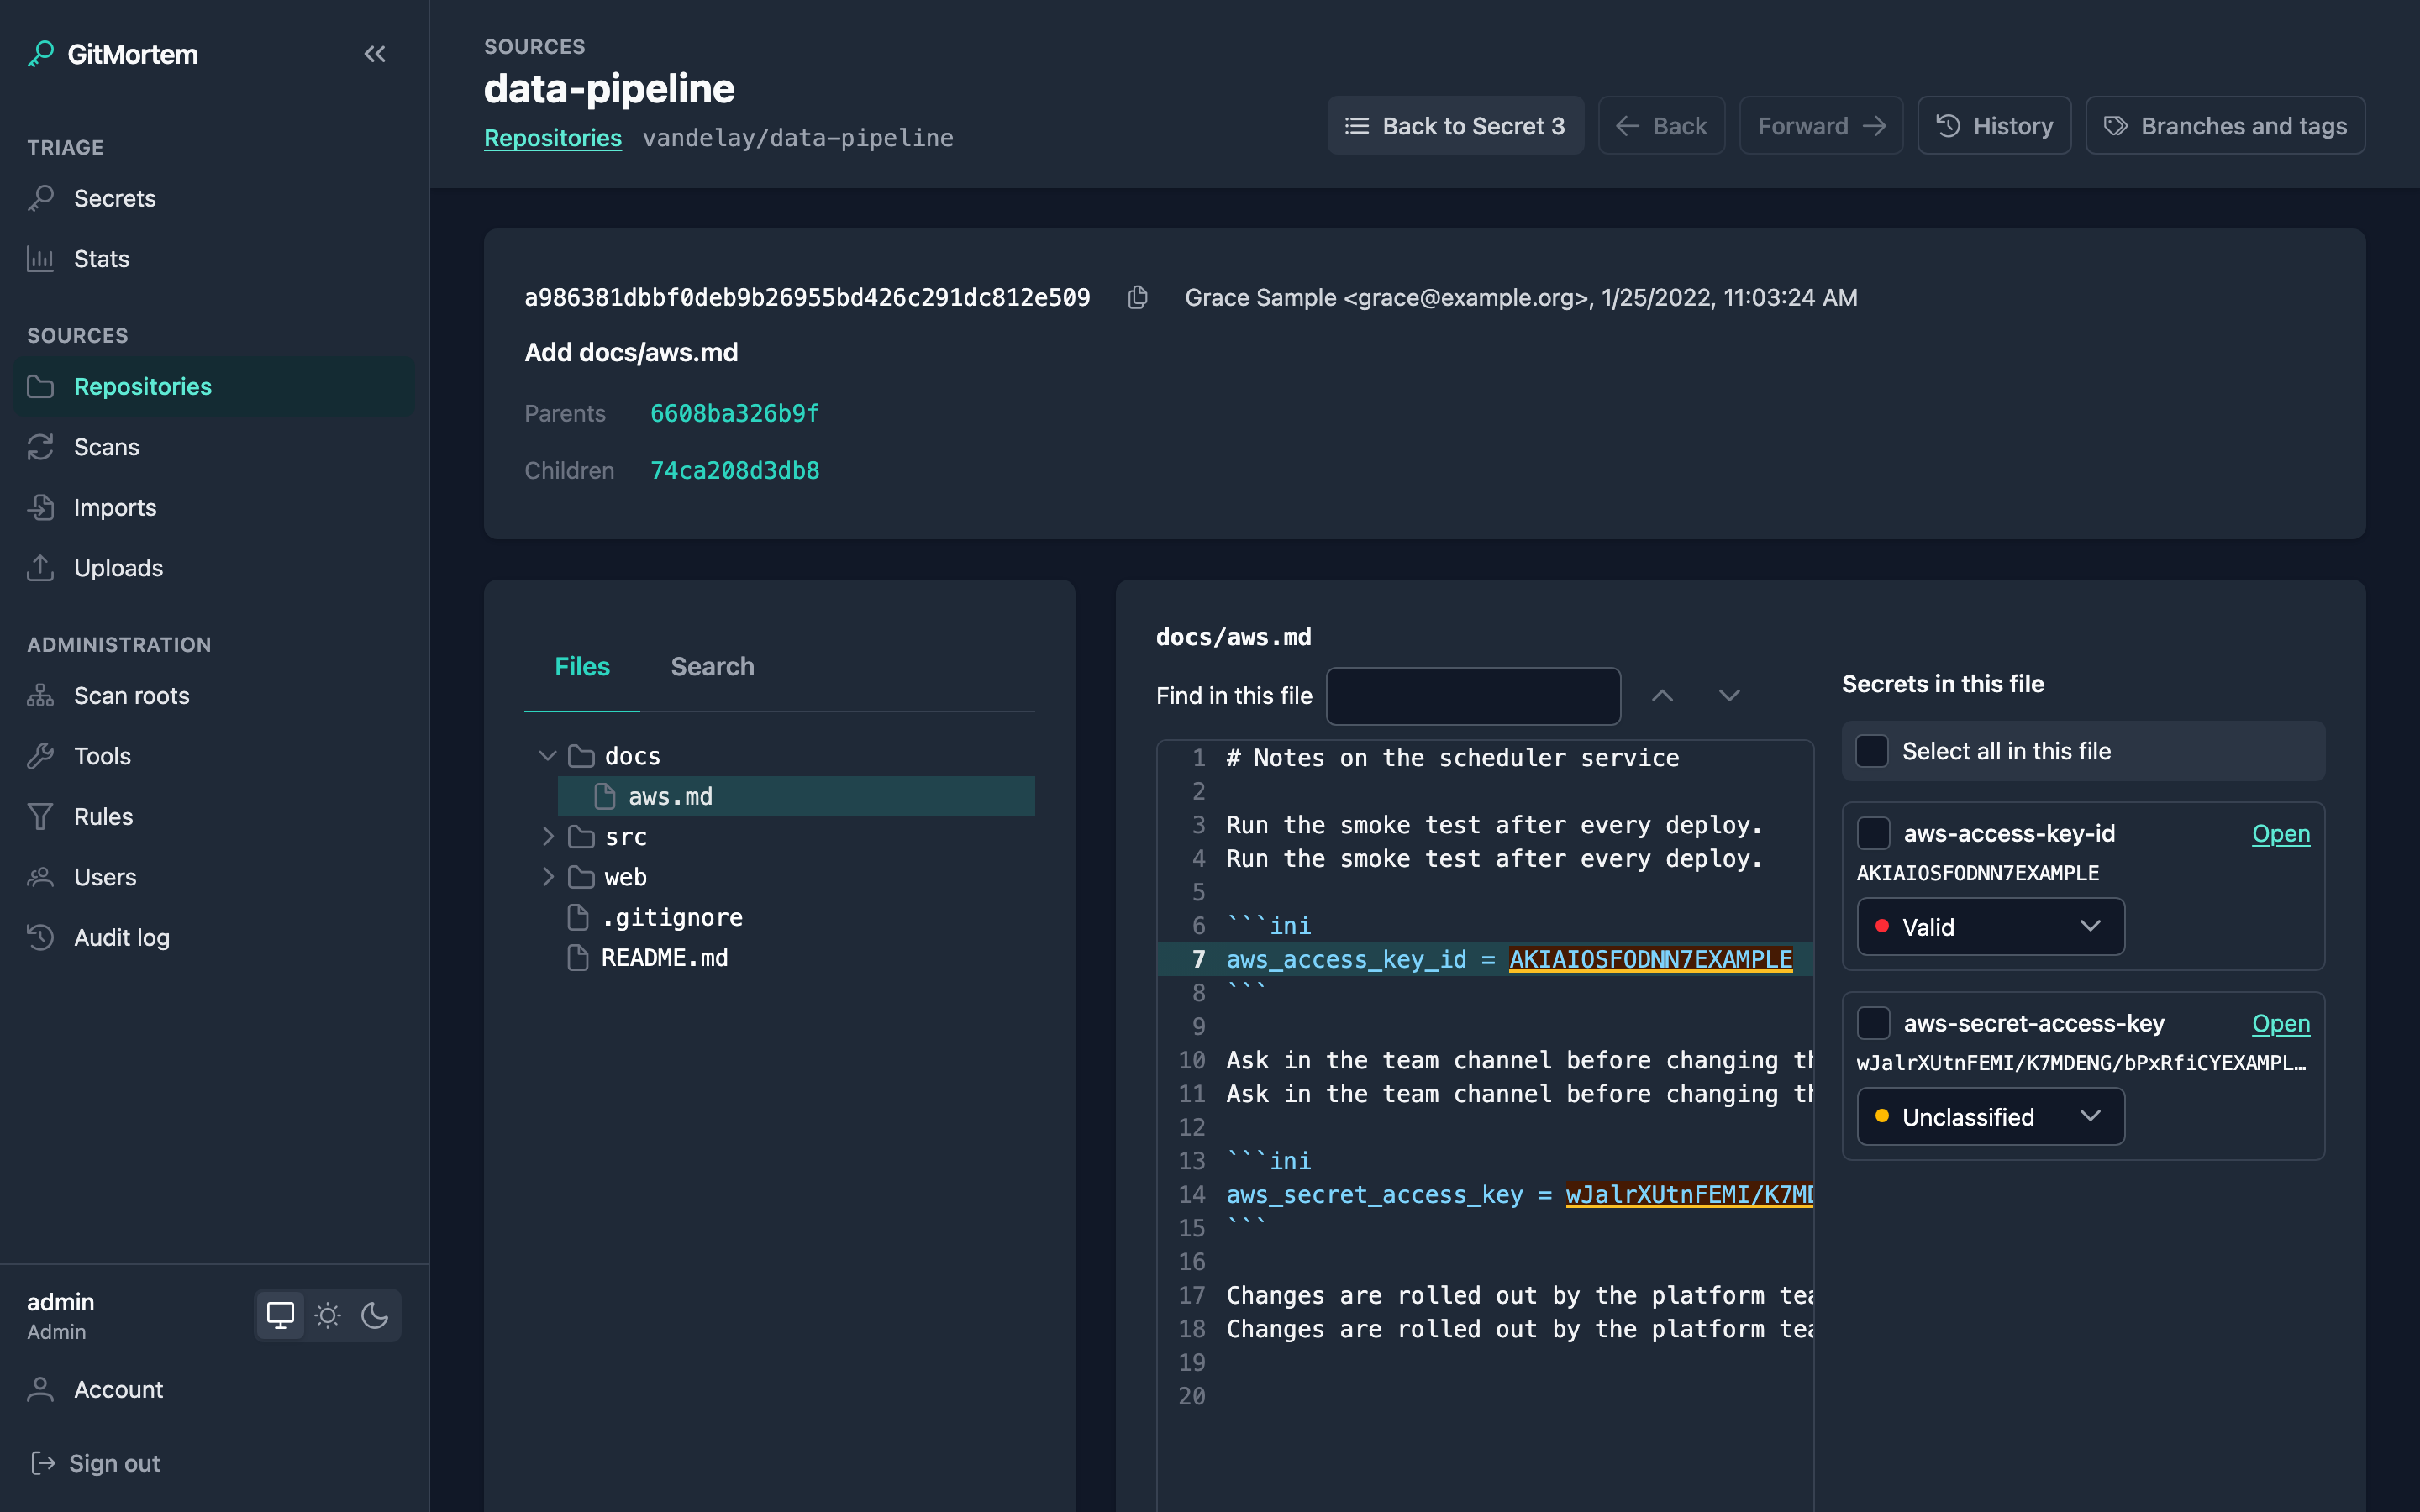 GitMortem
TRIAGE
Secrets
Stats
SOURCES
Repositories
Scans
Imports
Uploads
ADMINISTRATION
Scan roots
Tools
Rules
Users
Audit log
admin
Admin
Account
Sign out
SOURCES
data-pipeline
Repositories vandelay/data-pipeline
Back to Secret 3
Back
Forward
History
Branches and tags
a986381dbbf0deb9b26955bd426c291dc812e509 Grace Sample <grace@example.org>, 1/25/2022, 11:03:24 AM
Add docs/aws.md
Parents 6608ba326b9f
Children 74ca208d3db8
Files Search
docs
aws.md
src
web
.gitignore
README.md
docs/aws.md
Find in this file
1 # Notes on the scheduler service
2
3 Run the smoke test after every deploy.
4 Run the smoke test after every deploy.
5
6 ```ini
7 aws_access_key_id = AKIAIOSFODNN7EXAMPLE
8 ```
9
10 Ask in the team channel before changing th
11 Ask in the team channel before changing th
12
13 ```ini
14 aws_secret_access_key = wJalrXUtnFEMI/K7MD
15 ```
16
17 Changes are rolled out by the platform tea
18 Changes are rolled out by the platform tea
19
20
Secrets in this file
Select all in this file
aws-access-key-id Open
AKIAIOSFODNN7EXAMPLE
Valid
aws-secret-access-key Open
wJalrXUtnFEMI/K7MDENG/bPxRfiCYEXAMPL…
Unclassified